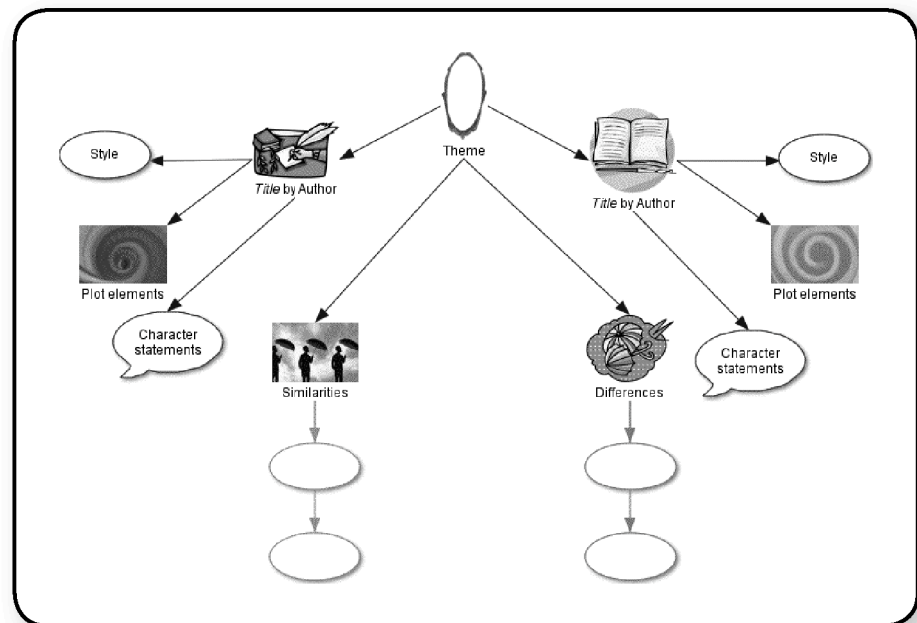 Theme
Style
Title by Author
Title by Author
Style
Plot elements
Plot elements
Character
statements
Character
statements
Similarities
Differences